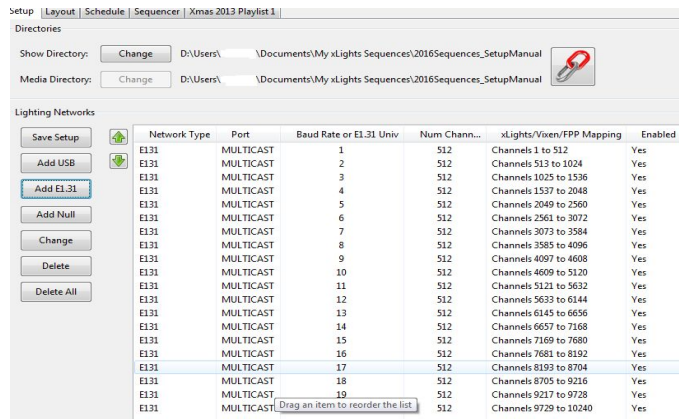 Setup Layout Schedule Sequencer Xmas 2013 Playlist 1
Directories
Show Directory: Change D:\Users\ \Documents\My xLights Sequences\2016Sequences_SetupManual
Media Directory: Change D:\Users\ \Documents\My xLights Sequences\2016Sequences_SetupManual
Lighting Networks
Save Setup
Add USB
Add E1.31
Add Null
Change
Delete
Delete All
Network Type Port Baud Rate or E1.31 Univ Num Chann... xLights/Vixen/FPP Mapping Enabled
E131 MULTICAST 1 512 Channels 1 to 512 Yes
E131 MULTICAST 2 512 Channels 513 to 1024 Yes
E131 MULTICAST 3 512 Channels 1025 to 1536 Yes
E131 MULTICAST 4 512 Channels 1537 to 2048 Yes
E131 MULTICAST 5 512 Channels 2049 to 2560 Yes
E131 MULTICAST 6 512 Channels 2561 to 3072 Yes
E131 MULTICAST 7 512 Channels 3073 to 3584 Yes
E131 MULTICAST 8 512 Channels 3585 to 4096 Yes
E131 MULTICAST 9 512 Channels 4097 to 4608 Yes
E131 MULTICAST 10 512 Channels 4609 to 5120 Yes
E131 MULTICAST 11 512 Channels 5121 to 5632 Yes
E131 MULTICAST 12 512 Channels 5633 to 6144 Yes
E131 MULTICAST 13 512 Channels 6145 to 6656 Yes
E131 MULTICAST 14 512 Channels 6657 to 7168 Yes
E131 MULTICAST 15 512 Channels 7169 to 7680 Yes
E131 MULTICAST 16 512 Channels 7681 to 8192 Yes
E131 MULTICAST 17 512 Channels 8193 to 8704 Yes
E131 MULTICAST 18 512 Channels 8705 to 9216 Yes
E131 MULTICAST 19 512 Channels 9217 to 9728 Yes
E131 MULTICAST Drag an item to reorder the list 512 Channels 9729 to 10240 Yes